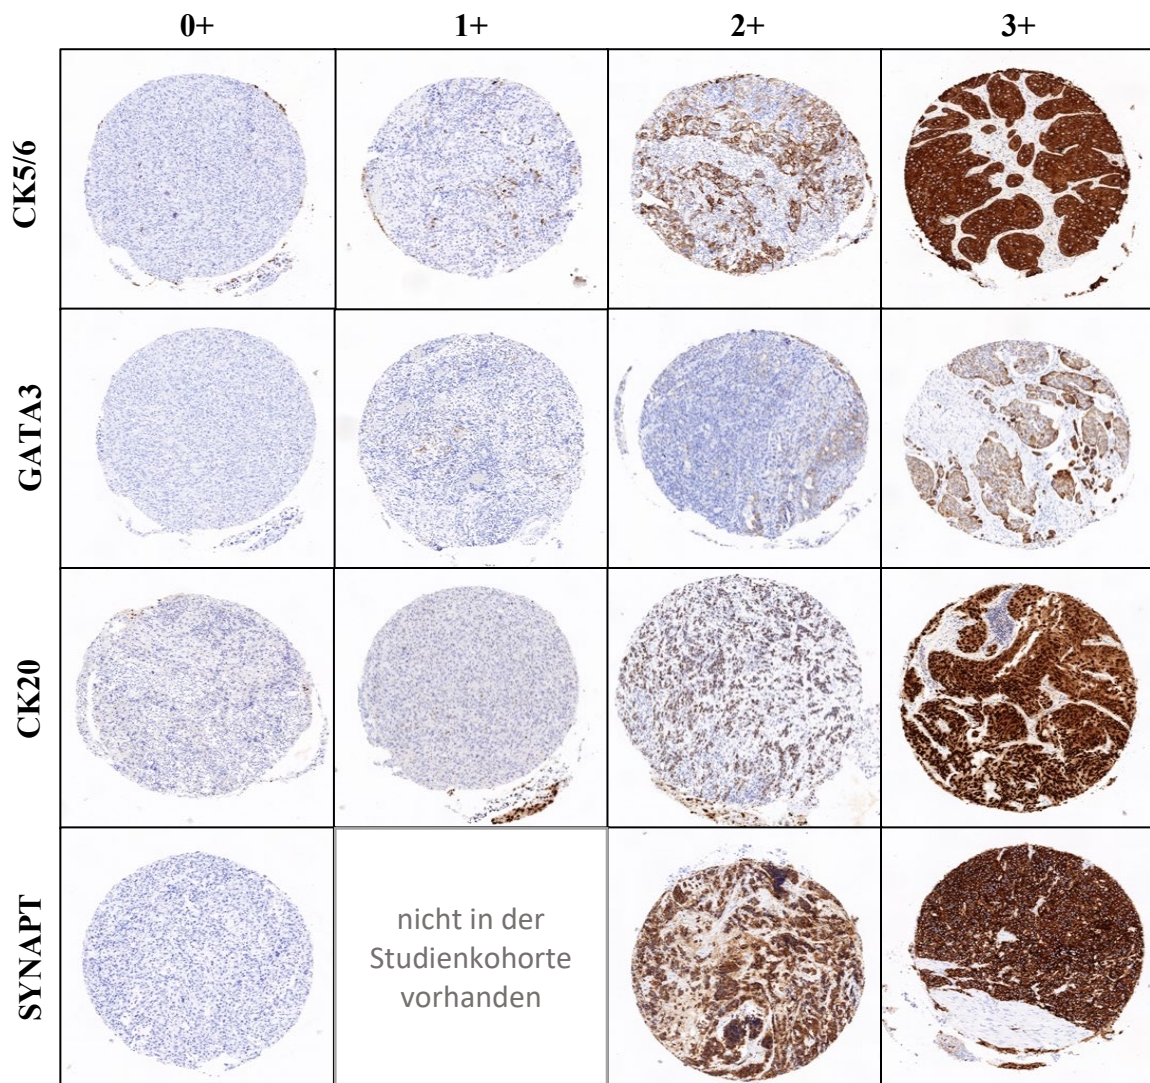 0+ 1+ 2+ 3+
CK5/6
GATA3
CK20
SYNAPT
nicht in der
Studienkohorte
vorhanden